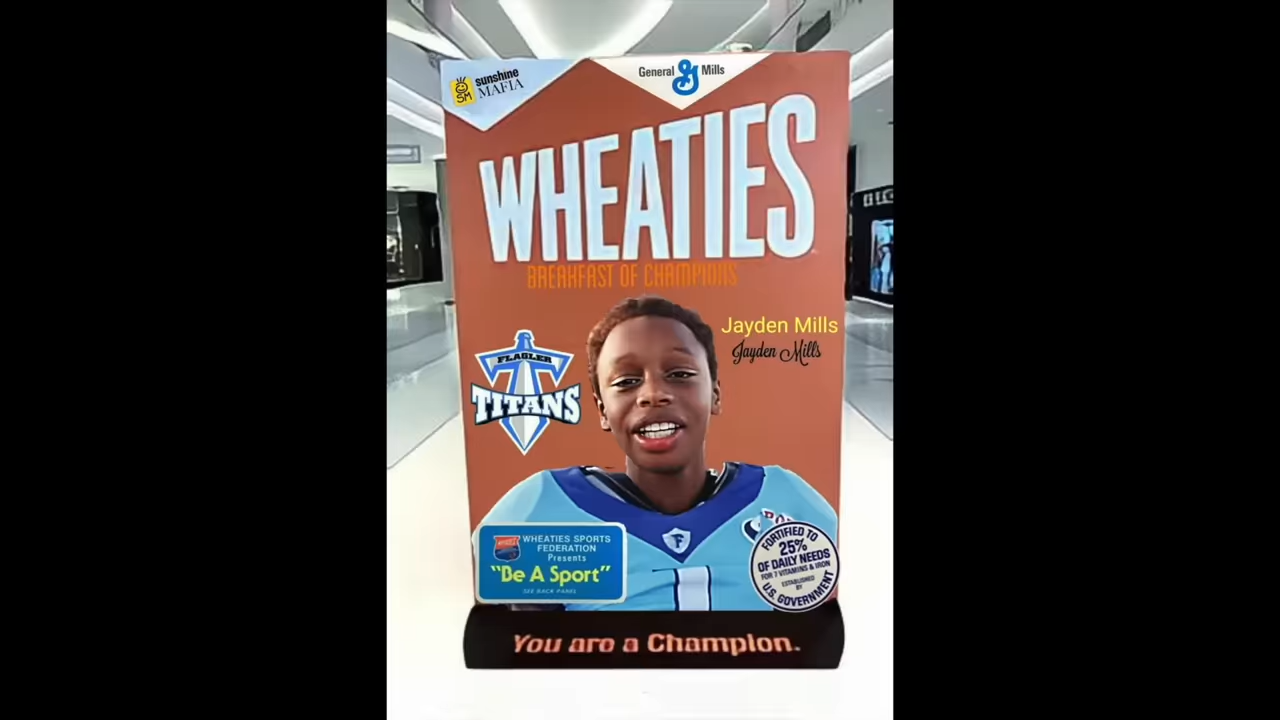 sunshine
MAFIA
SM
General Mills
WHEATIES
BREAKFAST OF CHAMPIONS
Jayden Mills
Jayden Mills
FLAGLER
TITANS
WHEATIES SPORTS
FEDERATION
Presents
"Be A Sport"
SEE BACK PANEL
FORTIFIED TO
25%
OF DAILY NEEDS
FOR 7 VITAMINS & IRON
ESTABLISHED
BY
U.S. GOVERNMENT
You are a Champion.